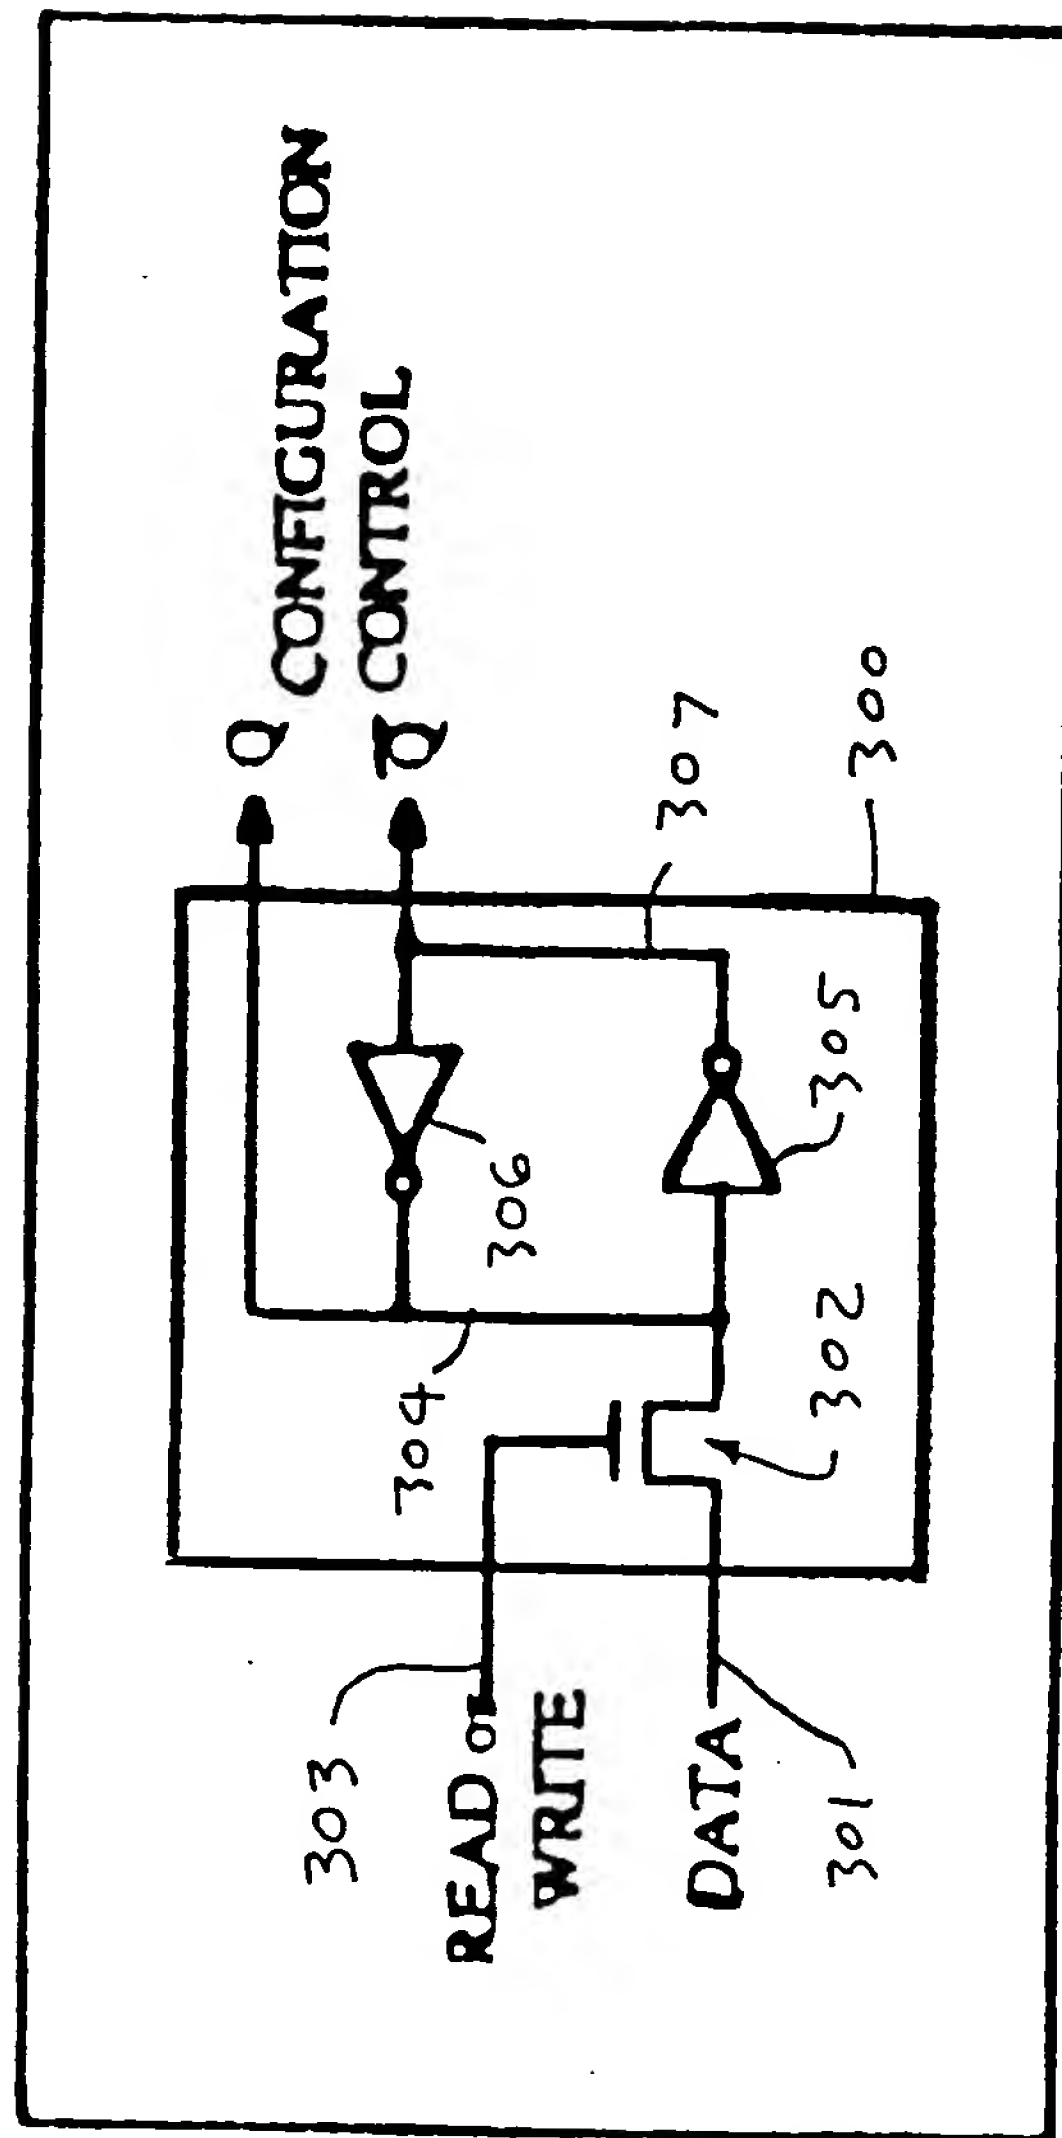 Q CONFIGURATION
Q̅ CONTROL
303
READ or
WRITE
DATA
301
304
306
302
305
307
300